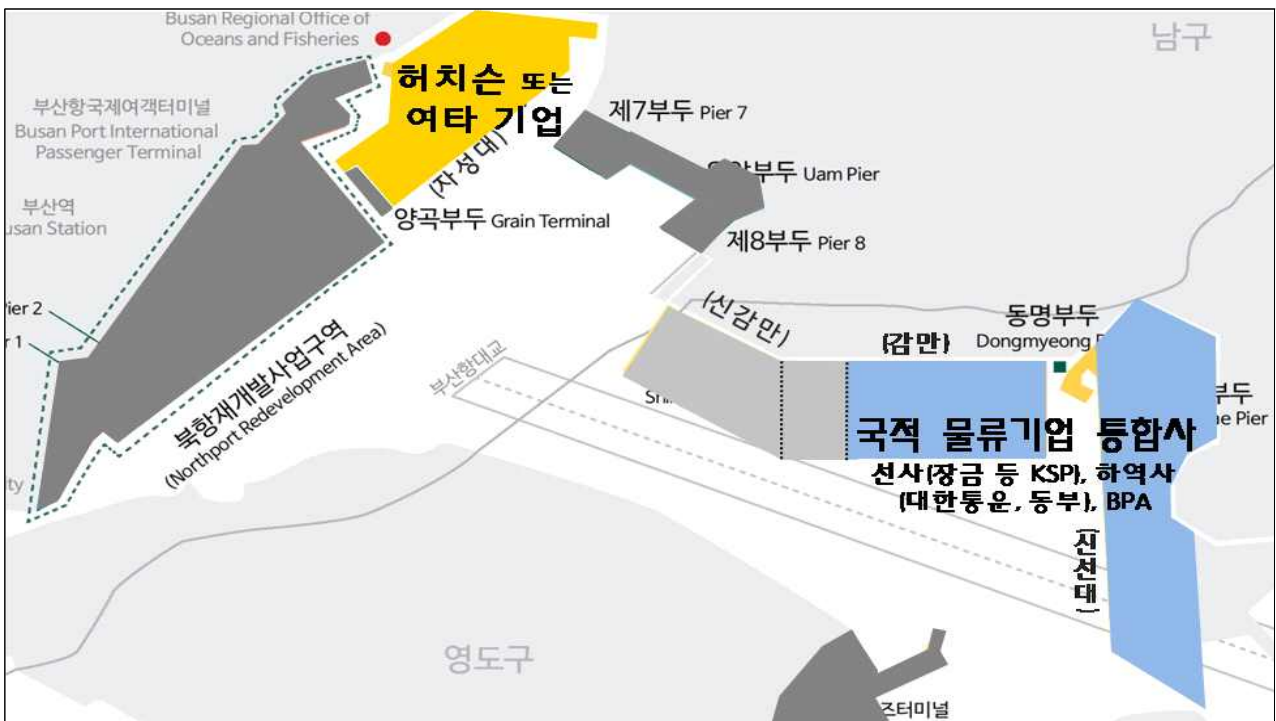 Busan Regional Office of
Oceans and Fisheries
남구
허치슨 또는
여타 기업
(자성대)
부산항국제여객터미널
Busan Port International
Passenger Terminal
제7부두 Pier 7
부두 Uam Pier
부산역
usan Station
양곡부두 Grain Terminal
제8부두 Pier 8
ier 2
r 1
(신감만)
동명부두
Dongmyeong
(감만)
부산항대교
북항재개발사업구역
(Northport Redevelopment Area)
부두
ne Pier
국적 물류기업 통합사
선사(장금 등 KSP), 하역사
(대한통운, 동부), BPA
(신선대)
ty
영도구
즈터미널